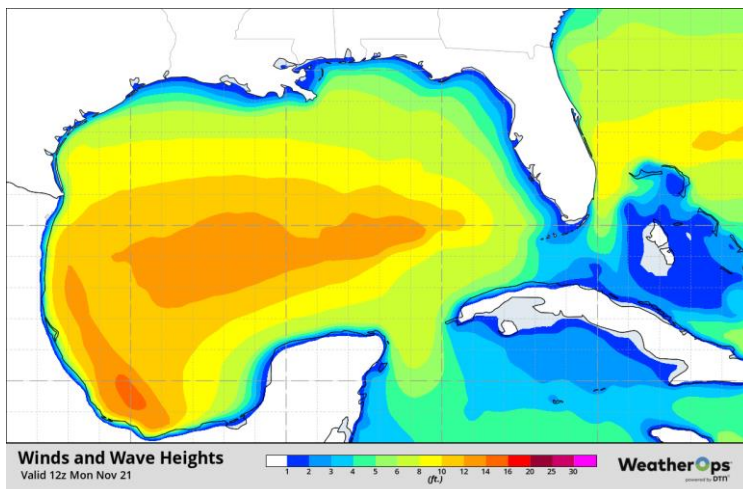 Winds and Wave Heights
Valid 12z Mon Nov 21
1 2 3 4 5 6 8 10 12 14 16 20 25 30
(ft.)
WeatherOps
powered by DTN